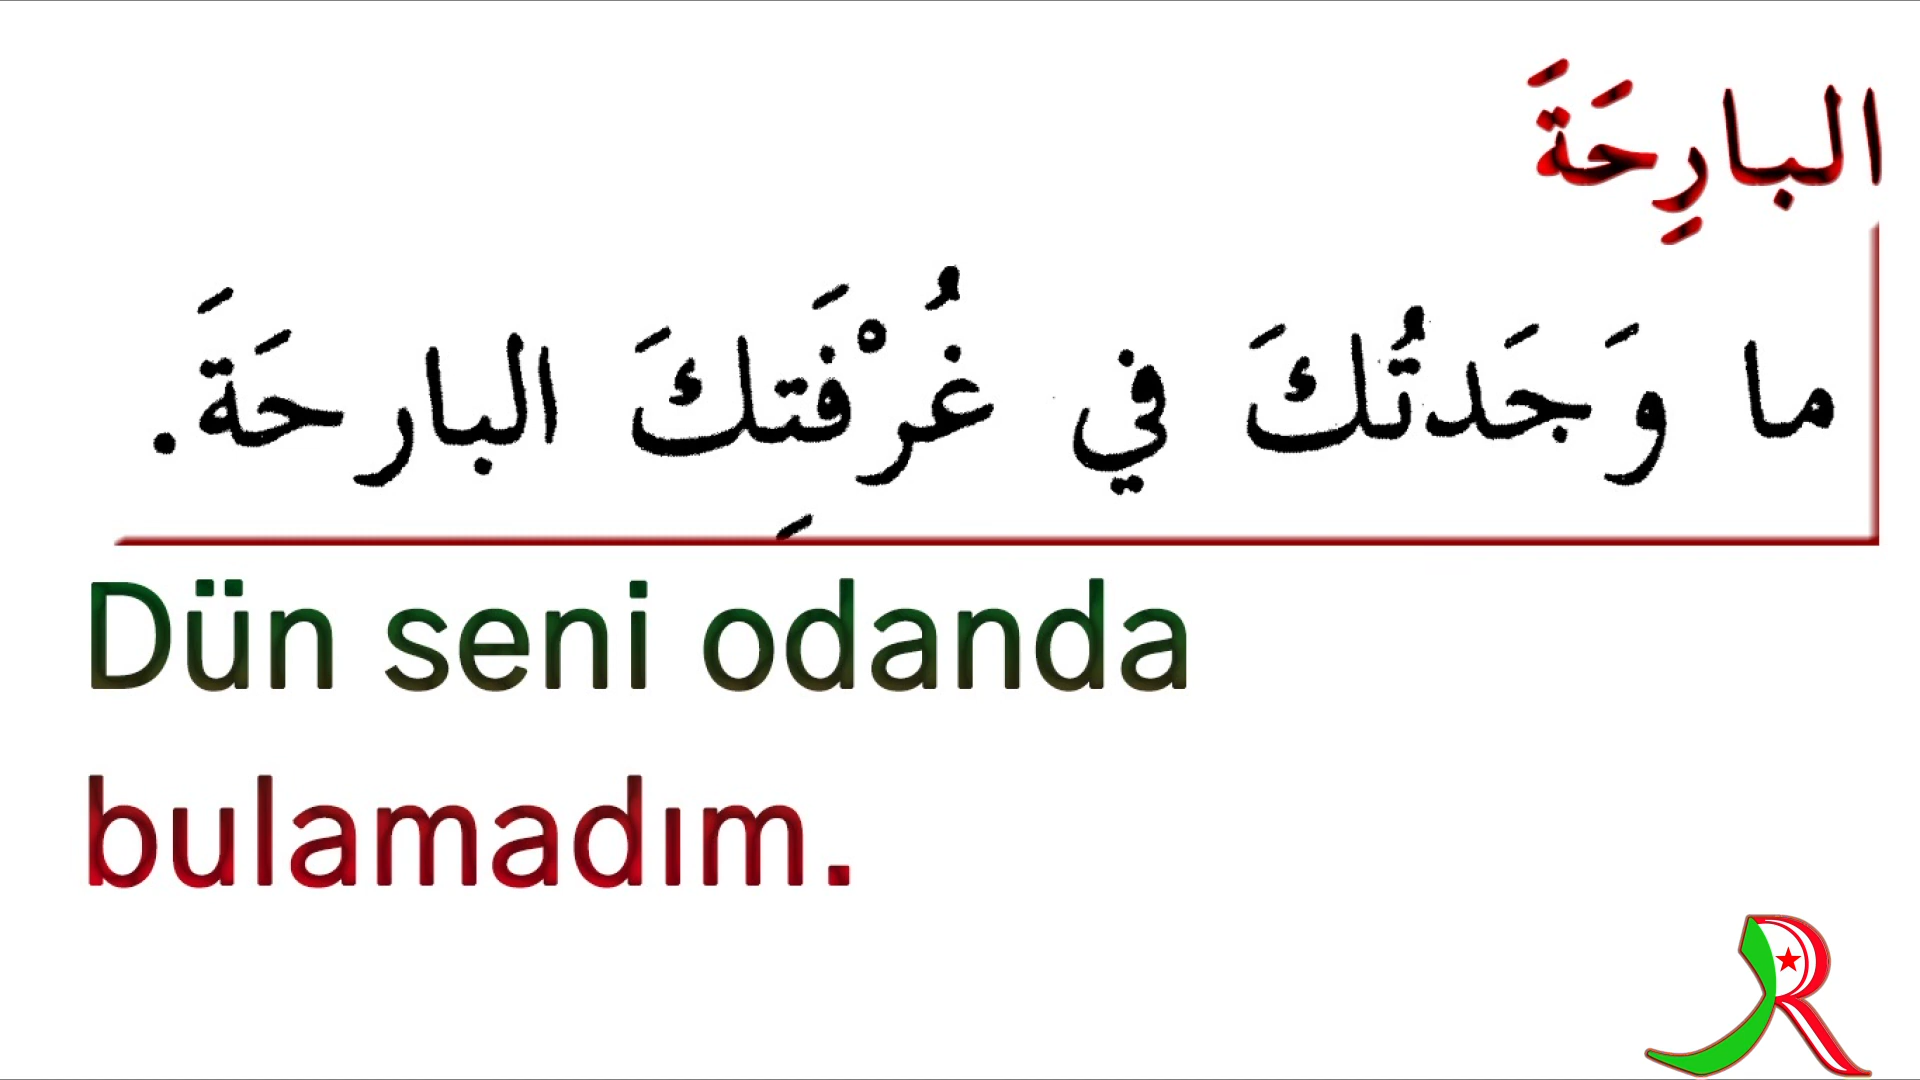 البارِحَةَ
ما وَجَدتُكَ في غُرْفَتِكَ البارحَةَ.
Dün seni odanda
bulamadım.